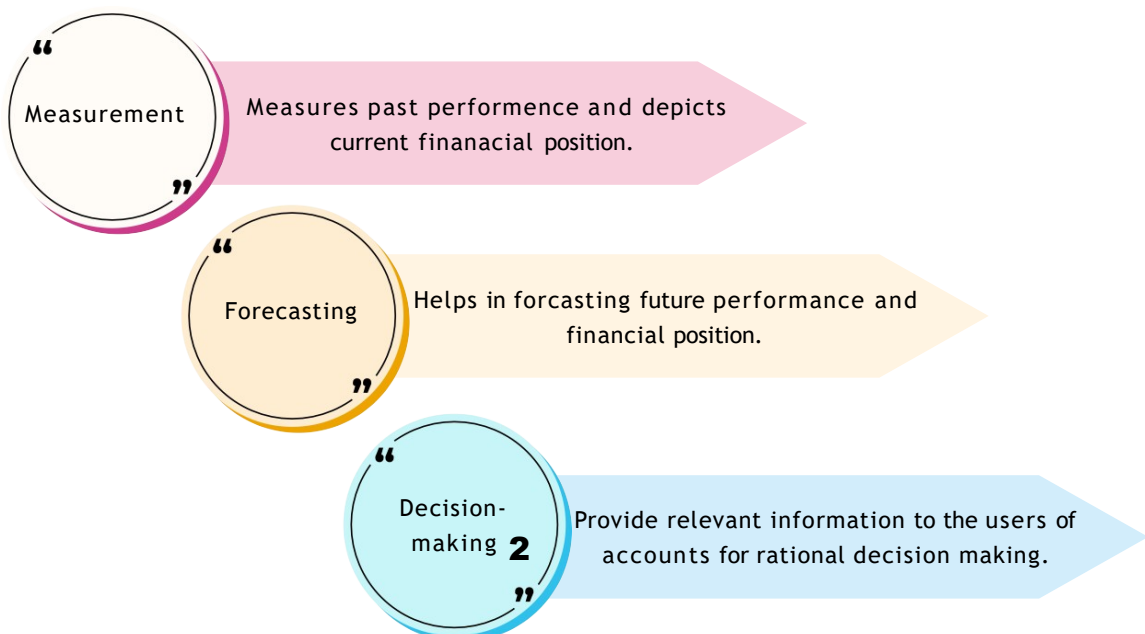 “
Measurement
”
Measures past performence and depicts
current finanacial position.
“
Forecasting
”
Helps in forcasting future performance and
financial position.
“
Decision-
making 2
”
Provide relevant information to the users of
accounts for rational decision making.